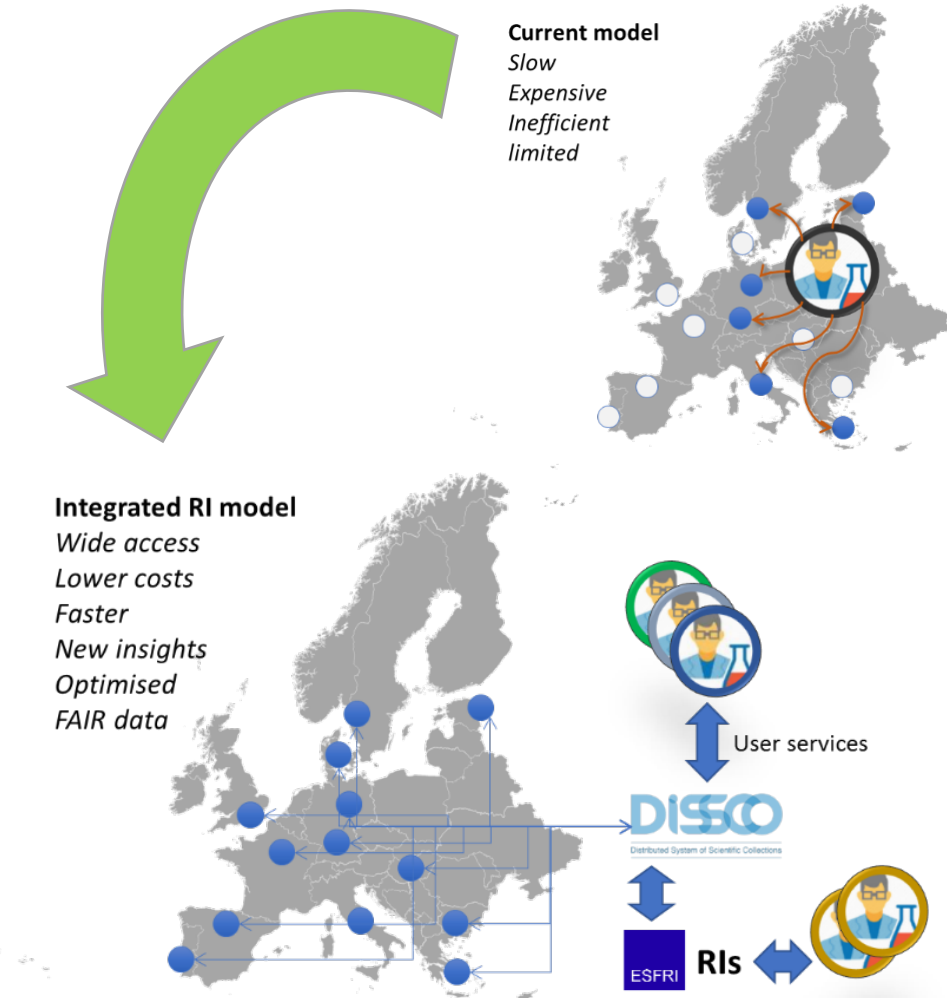 Current model
Slow
Expensive
Inefficient
limited
Integrated RI model
Wide access
Lower costs
Faster
New insights
Optimised
FAIR data
User services
DiSSCO
Distributed System of Scientific Collections
ESFRI
RIs